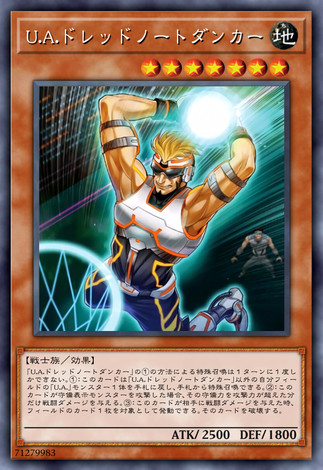 U.A.ドレッドノートダンカー 地
【戦士族／効果】
「U.A.ドレッドノートダンカー」の①の方法による特殊召喚は１ターンに１度し
かできない。①：このカードは「U.A.ドレッドノートダンカー」以外の自分フィー
ルドの「U.A.」モンスター１体を手札に戻し、手札から特殊召喚できる。②：こ
のカードが守備表示モンスターを攻撃した場合、その守備力を攻撃力が超えた分
だけ戦闘ダメージを与える。③：このカードが相手に戦闘ダメージを与えた時、
フィールドのカード１枚を対象として発動できる。そのカードを破壊する。
ATK/ 2500 DEF/1800
71279983